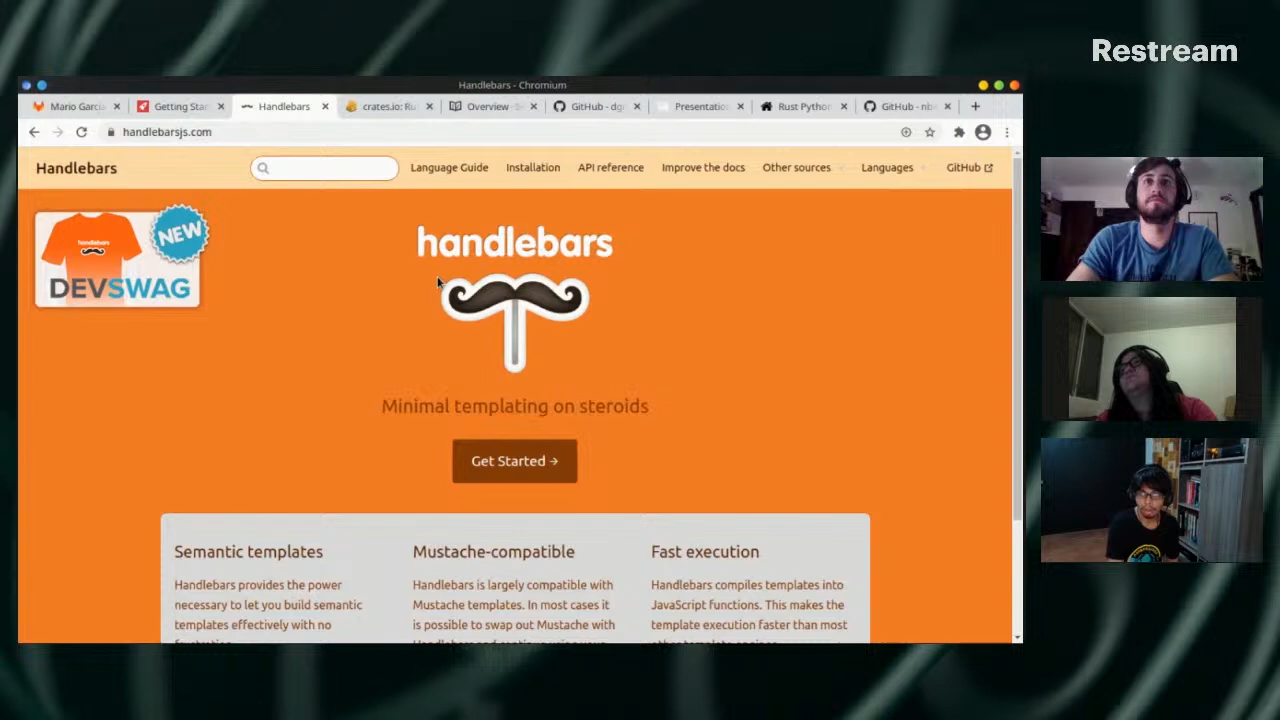 Restream
Handlebars - Chromium
Mario Garcia
Getting Star
Handlebars
crates.io: Ru
Overview
GitHub - dg
Presentatio
Rust Python
GitHub - nb
handlebarsjs.com
Handlebars
Language Guide
Installation
API reference
Improve the docs
Other sources
Languages
GitHub
handlebars
NEW
DEVSWAG
handlebars
Minimal templating on steroids
Get Started →
Semantic templates
Handlebars provides the power
necessary to let you build semantic
templates effectively with no
Mustache-compatible
Handlebars is largely compatible with
Mustache templates. In most cases it
is possible to swap out Mustache with
Fast execution
Handlebars compiles templates into
JavaScript functions. This makes the
template execution faster than most